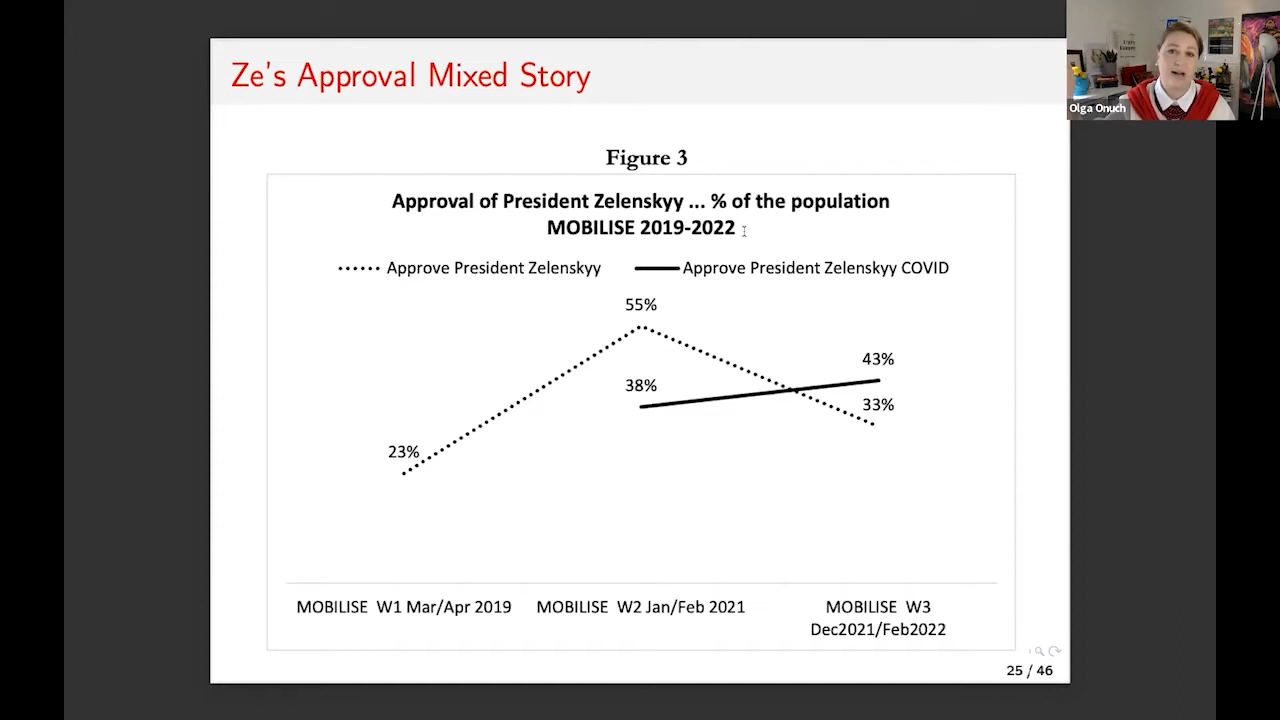 Ze's Approval Mixed Story
Olga Onuch
Figure 3
Approval of President Zelenskyy ... % of the population
MOBILISE 2019-2022
Approve President Zelenskyy
Approve President Zelenskyy COVID
55%
43%
38%
33%
23%
MOBILISE W1 Mar/Apr 2019
MOBILISE W2 Jan/Feb 2021
MOBILISE W3
Dec2021/Feb2022
25 / 46